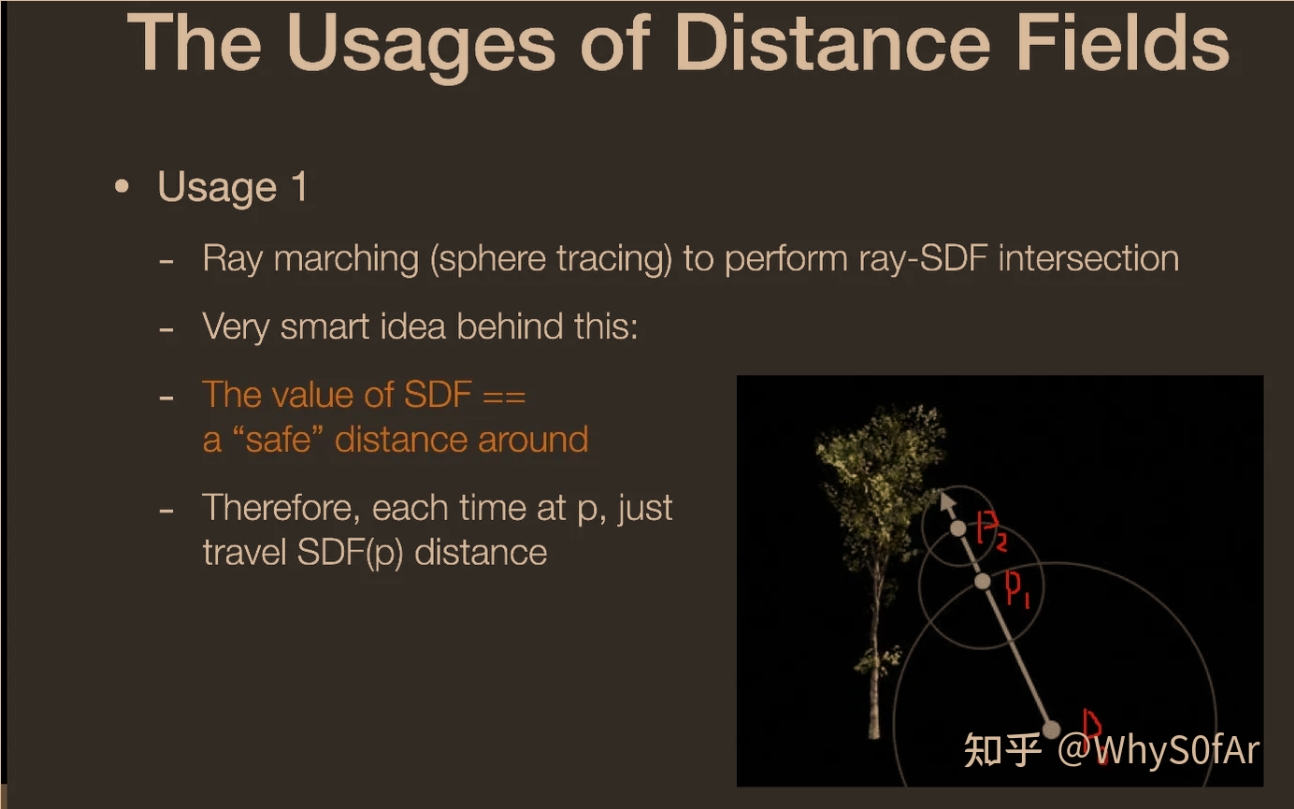 The Usages of Distance Fields
• Usage 1
– Ray marching (sphere tracing) to perform ray-SDF intersection
– Very smart idea behind this:
– The value of SDF ==
a “safe” distance around
– Therefore, each time at p, just
travel SDF(p) distance
P2
P1
知乎 @WhyS0fAr